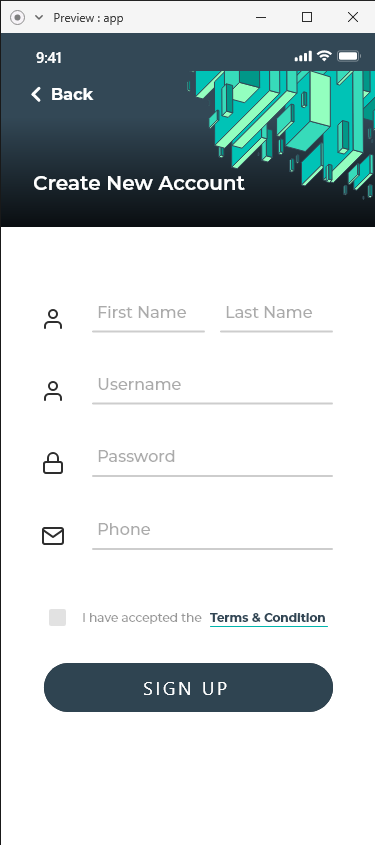 Preview : app
9:41
Back
Create New Account
First Name Last Name
Username
Password
Phone
I have accepted the Terms & Condition
SIGN UP